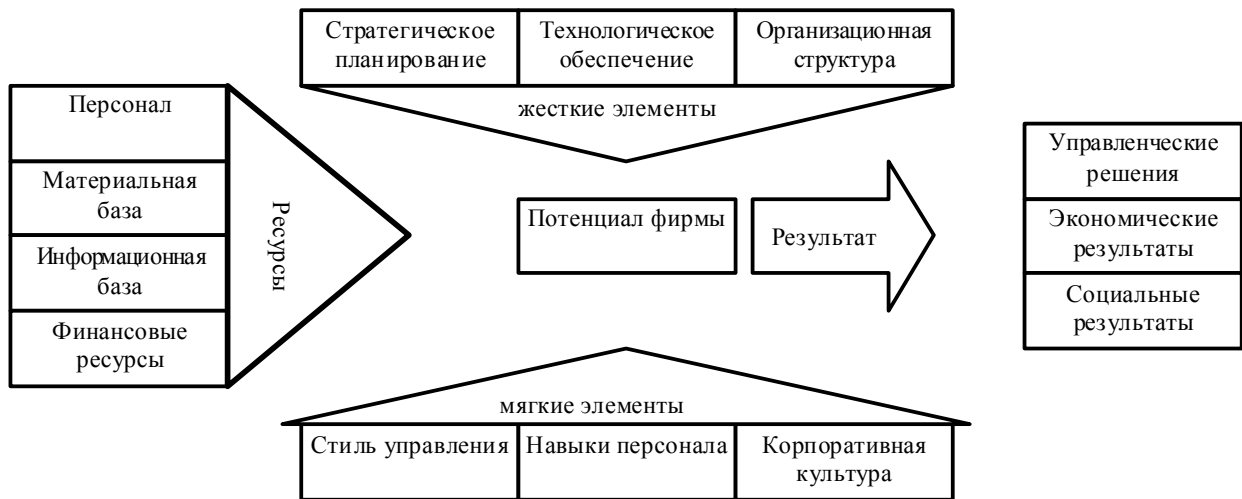 Стратегическое
планирование
Технологическое
обеспечение
Организационная
структура
жесткие элементы
Персонал
Материальная
база
Информационная
база
Финансовые
ресурсы
Ресурсы
Потенциал фирмы
Результат
Управленческие
решения
Экономические
результаты
Социальные
результаты
мягкие элементы
Стиль управления
Навыки персонала
Корпоративная
культура